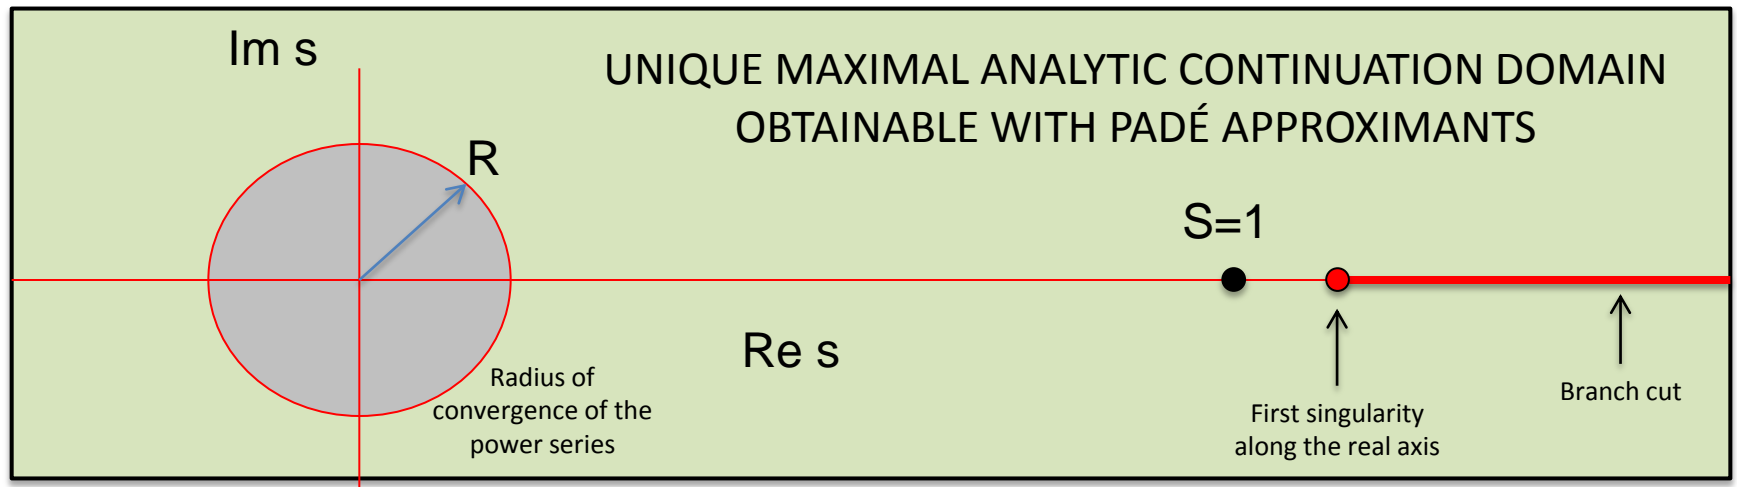 Im s
UNIQUE MAXIMAL ANALYTIC CONTINUATION DOMAIN
OBTAINABLE WITH PADÉ APPROXIMANTS
R
S=1
Re s
Radius of
convergence of the
power series
First singularity
along the real axis
Branch cut